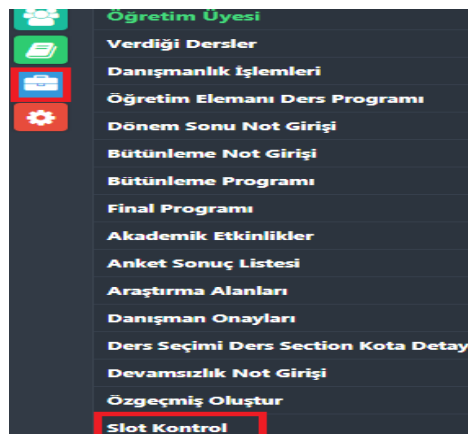 Öğretim Üyesi
Verdiği Dersler
Danışmanlık İşlemleri
Öğretim Elemanı Ders Programı
Dönem Sonu Not Girişi
Bütünleme Not Girişi
Bütünleme Programı
Final Programı
Akademik Etkinlikler
Anket Sonuç Listesi
Araştırma Alanları
Danışman Onayları
Ders Seçimi Ders Section Kota Detay
Devamsızlık Not Girişi
Özgeçmiş Oluştur
Slot Kontrol